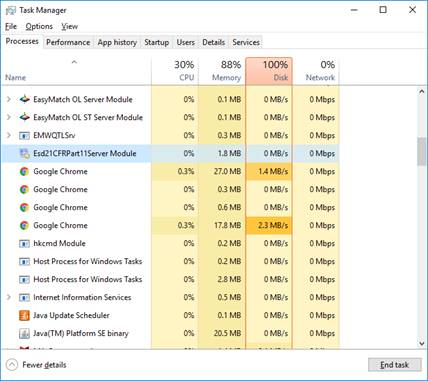 Task Manager
File Options View
Processes Performance App history Startup Users Details Services
30% 88% 100% 0%
Name CPU Memory Disk Network
EasyMatch OL Server Module 0% 0.1 MB 0 MB/s 0 Mbps
EasyMatch OL ST Server Module 0% 0.1 MB 0 MB/s 0 Mbps
EMWQTLSrv 0% 0.3 MB 0 MB/s 0 Mbps
Esd21CFRPart11Server Module 0% 1.8 MB 0 MB/s 0 Mbps
Google Chrome 0.3% 27.0 MB 1.4 MB/s 0 Mbps
Google Chrome 0% 0.3 MB 0 MB/s 0 Mbps
Google Chrome 0% 0.6 MB 0 MB/s 0 Mbps
Google Chrome 0.3% 17.8 MB 2.3 MB/s 0 Mbps
hkcmd Module 0% 0.2 MB 0 MB/s 0 Mbps
Host Process for Windows Tasks 0% 0.2 MB 0 MB/s 0 Mbps
Host Process for Windows Tasks 0% 2.8 MB 0 MB/s 0 Mbps
Internet Information Services 0% 0.5 MB 0 MB/s 0 Mbps
Java Update Scheduler 0% 0.1 MB 0 MB/s 0 Mbps
Java(TM) Platform SE binary 0% 20.5 MB 0 MB/s 0 Mbps
Fewer details End task